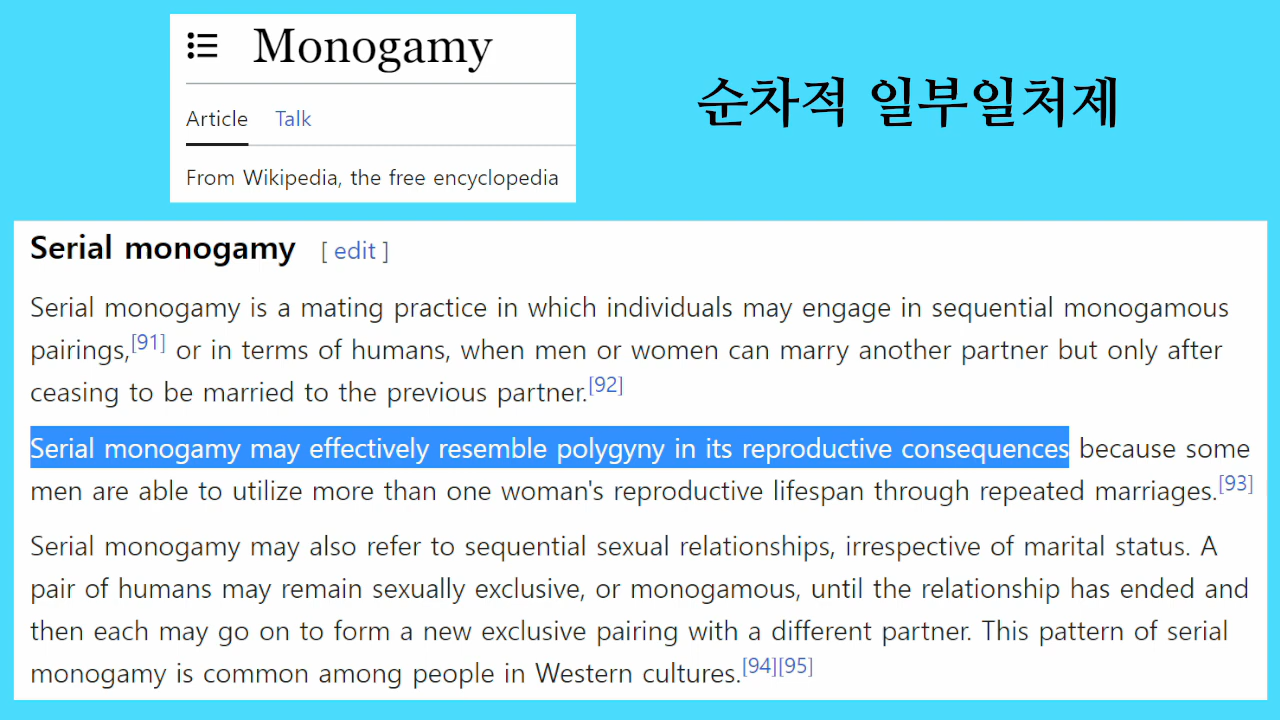 Monogamy
순차적 일부일처제
Article Talk
From Wikipedia, the free encyclopedia
Serial monogamy [ edit ]
Serial monogamy is a mating practice in which individuals may engage in sequential monogamous
pairings,[91] or in terms of humans, when men or women can marry another partner but only after
ceasing to be married to the previous partner.[92]
Serial monogamy may effectively resemble polygyny in its reproductive consequences because some
men are able to utilize more than one woman's reproductive lifespan through repeated marriages.[93]
Serial monogamy may also refer to sequential sexual relationships, irrespective of marital status. A
pair of humans may remain sexually exclusive, or monogamous, until the relationship has ended and
then each may go on to form a new exclusive pairing with a different partner. This pattern of serial
monogamy is common among people in Western cultures.[94][95]